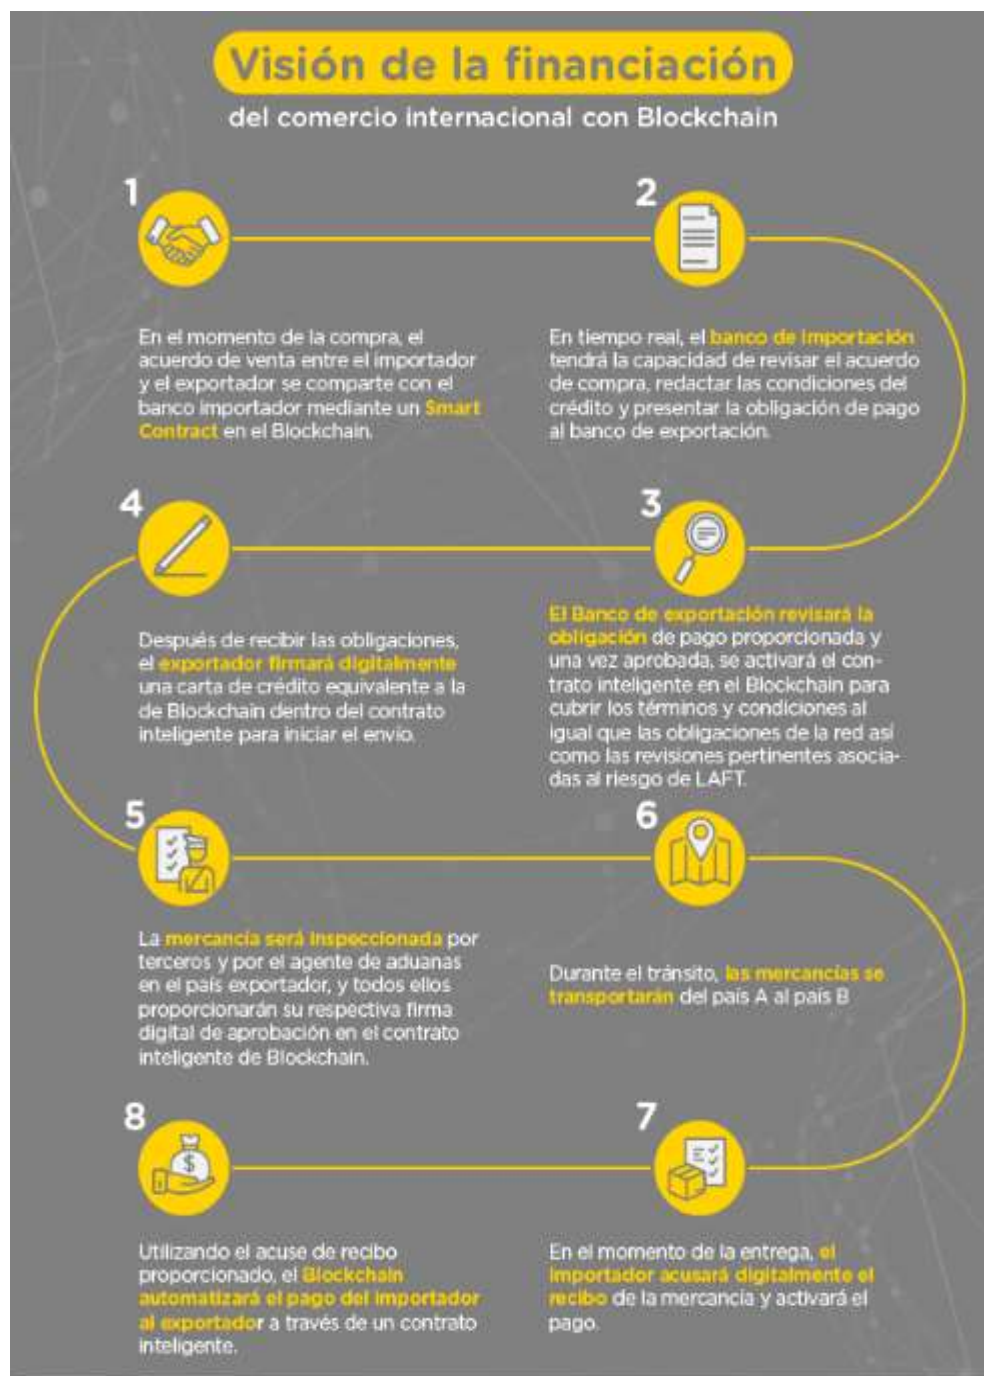 Visión de la financiación
del comercio internacional con Blockchain
1
En el momento de la compra, el
acuerdo de venta entre el importador
y el exportador se comparte con el
banco importador mediante un Smart
Contract en el Blockchain.
2
En tiempo real, el banco de importación
tendrá la capacidad de revisar el acuerdo
de compra, redactar las condiciones del
crédito y presentar la obligación de pago
al banco de exportación.
3
El Banco de exportación revisará la
obligación de pago proporcionada y
una vez aprobada, se activará el con-
trato inteligente en el Blockchain para
cubrir los términos y condiciones al
igual que las obligaciones de la red así
como las revisiones pertinentes asocia-
das al riesgo de LAFT.
4
Después de recibir las obligaciones,
el exportador firmará digitalmente
una carta de crédito equivalente a la
de Blockchain dentro del contrato
inteligente para iniciar el envío.
5
La mercancía será inspeccionada por
terceros y por el agente de aduanas
en el país exportador, y todos ellos
proporcionarán su respectiva firma
digital de aprobación en el contrato
inteligente de Blockchain.
6
Durante el tránsito, las mercancías se
transportarán del país A al país B
7
En el momento de la entrega, el
importador acusará digitalmente el
recibo de la mercancía y activará el
pago.
8
$
Utilizando el acuse de recibo
proporcionado, el Blockchain
automatizará el pago del importador
al exportador a través de un contrato
inteligente.